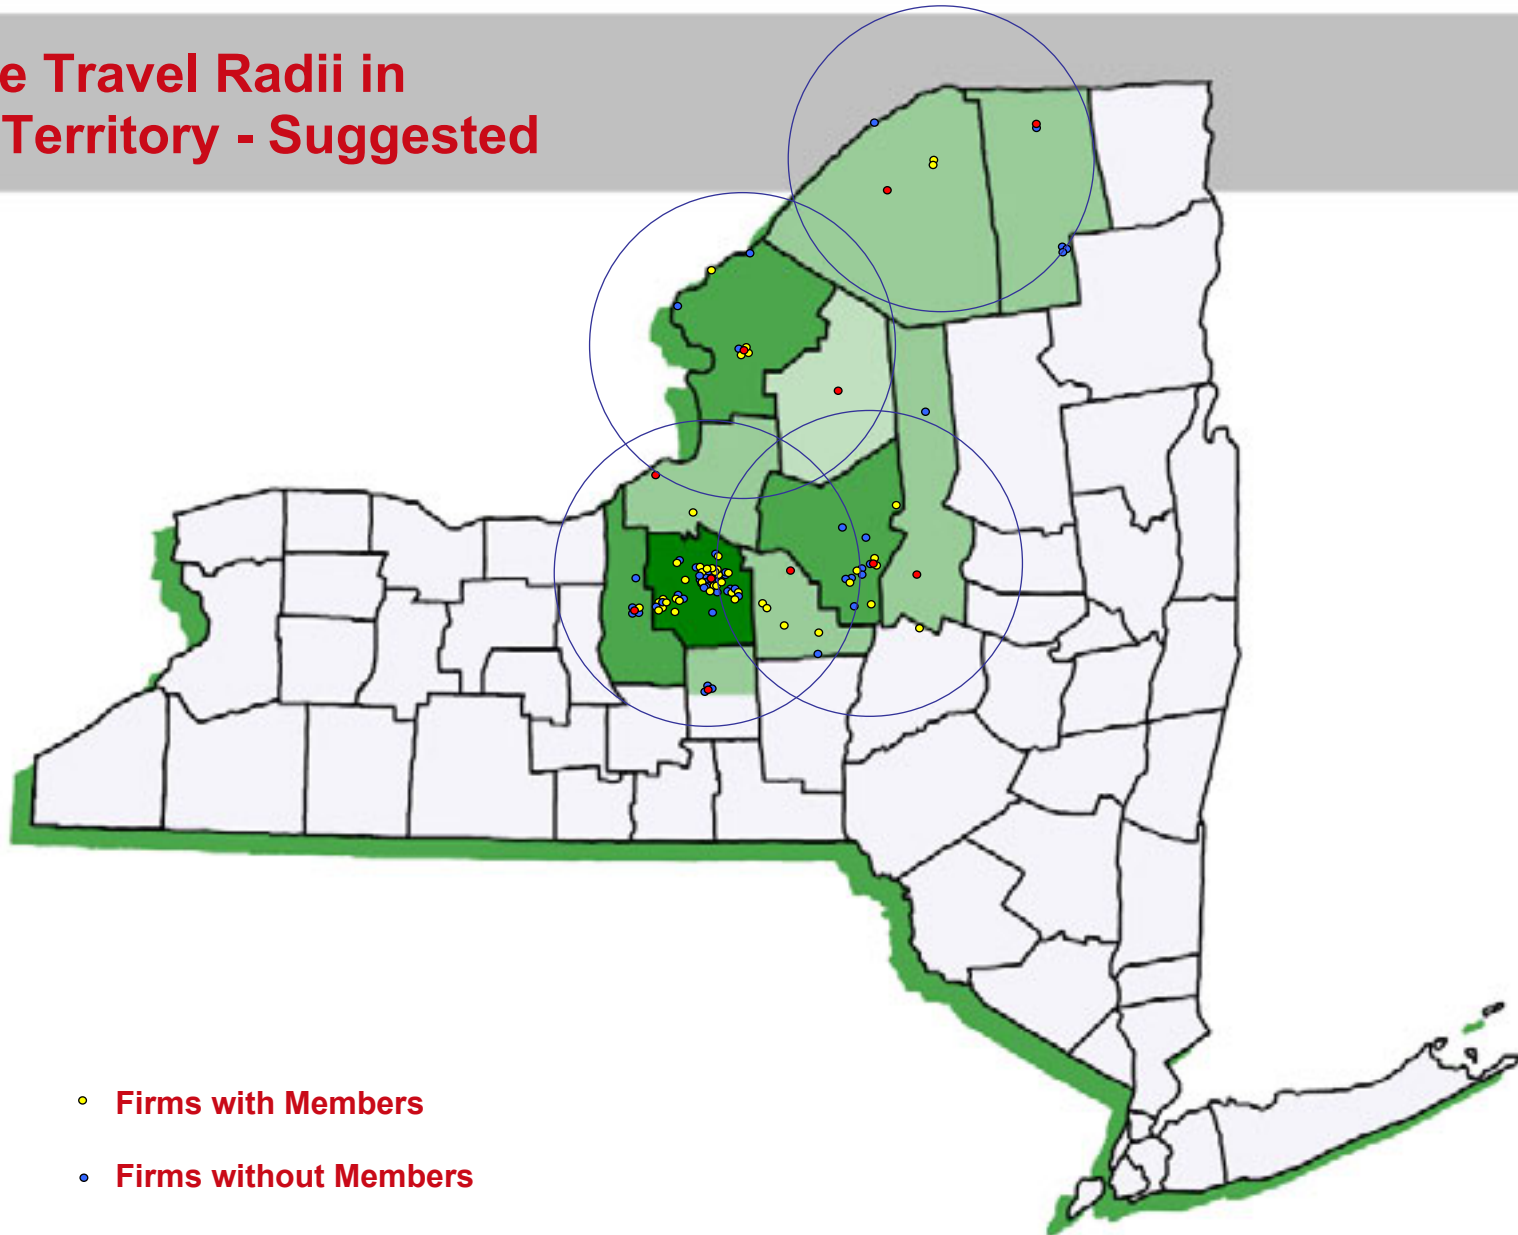 e Travel Radii in
Territory - Suggested
Firms with Members
Firms without Members